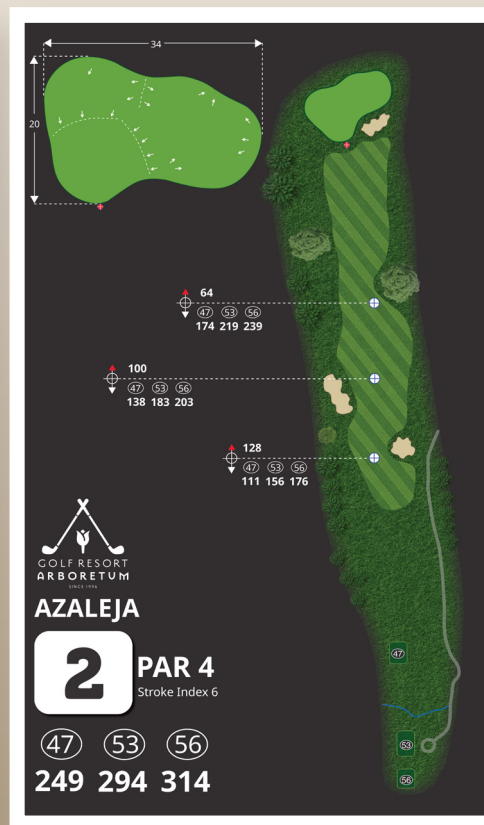 34
20
64
47 53 56
174 219 239
100
47 53 56
138 183 203
128
47 53 56
111 156 176
GOLF RESORT
ARBORETUM
SINCE 1996
AZALEJA
2
PAR 4
Stroke Index 6
47 53 56
249 294 314
47
53
56